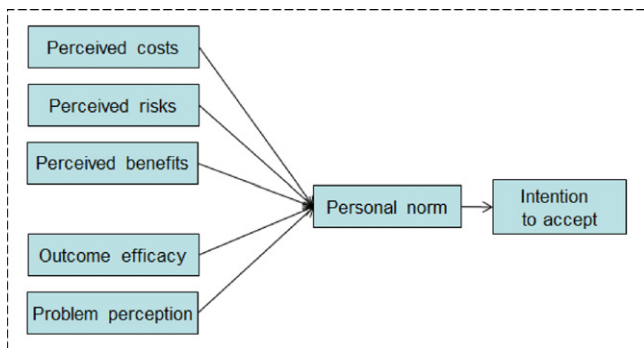 Perceived costs
Perceived risks
Perceived benefits
Outcome efficacy
Problem perception
Personal norm
Intention
to accept